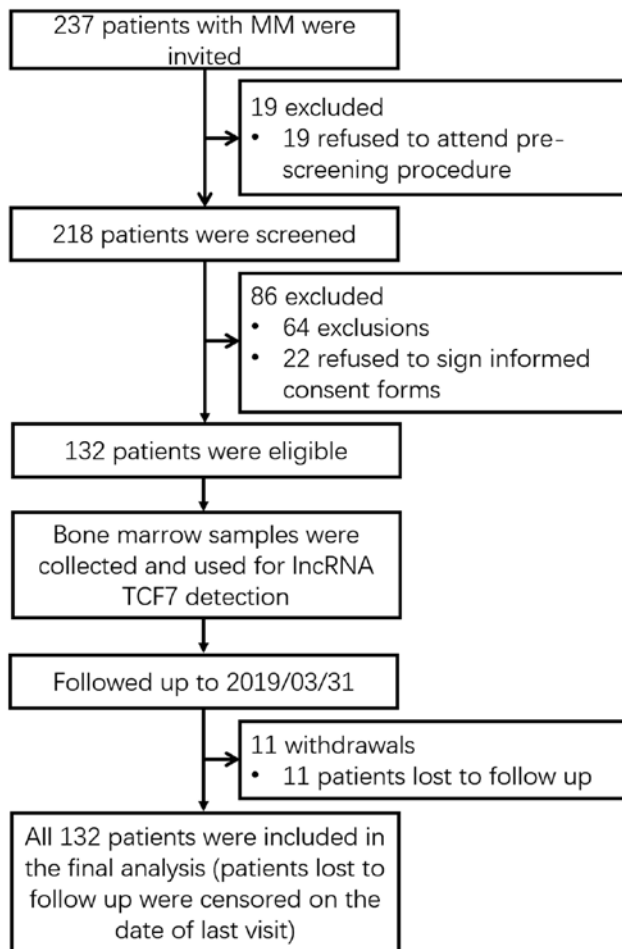 237 patients with MM were
invited
19 excluded
• 19 refused to attend pre-
screening procedure
218 patients were screened
86 excluded
• 64 exclusions
• 22 refused to sign informed
consent forms
132 patients were eligible
Bone marrow samples were
collected and used for lncRNA
TCF7 detection
Followed up to 2019/03/31
11 withdrawals
• 11 patients lost to follow up
All 132 patients were included in
the final analysis (patients lost to
follow up were censored on the
date of last visit)